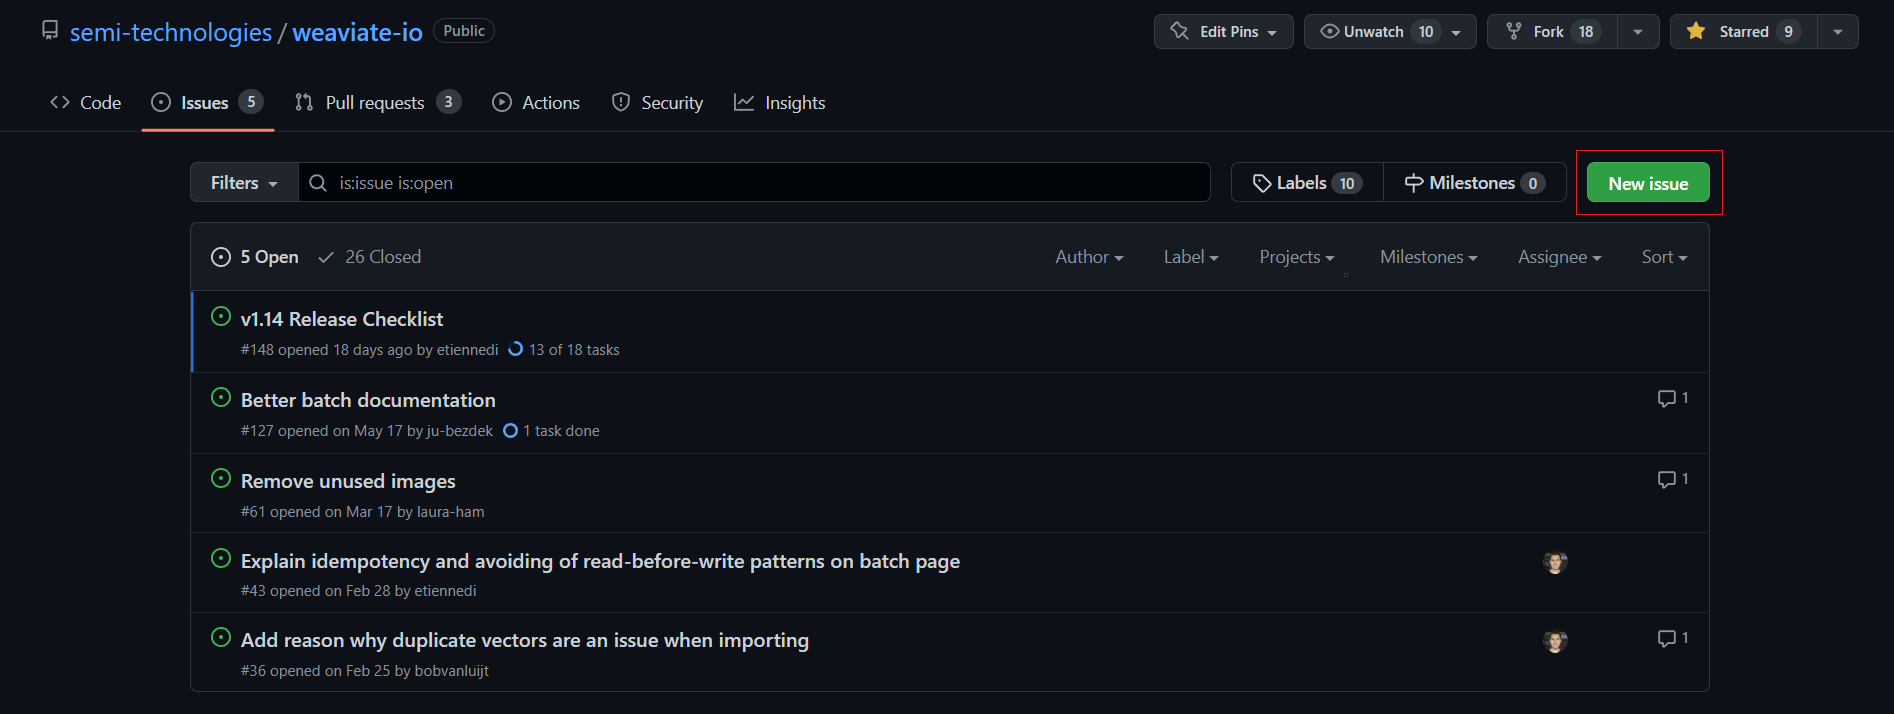 semi-technologies / weaviate-io Public Edit Pins Unwatch 10 Fork 18 Starred 9
Code Issues 5 Pull requests 3 Actions Security Insights
Filters is:issue is:open Labels 10 Milestones 0 New issue
5 Open 26 Closed Author Label Projects Milestones Assignee Sort
v1.14 Release Checklist
#148 opened 18 days ago by etiennedi 13 of 18 tasks
Better batch documentation 1
#127 opened on May 17 by ju-bezdek 1 task done
Remove unused images 1
#61 opened on Mar 17 by laura-ham
Explain idempotency and avoiding of read-before-write patterns on batch page
#43 opened on Feb 28 by etiennedi
Add reason why duplicate vectors are an issue when importing 1
#36 opened on Feb 25 by bobvanluijt